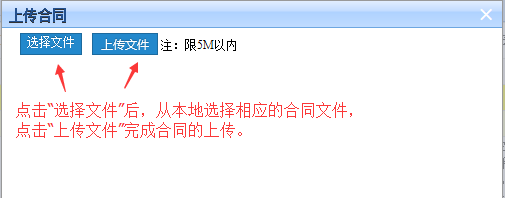 上传合同
选择文件 上传文件 注：限5M以内
点击“选择文件”后，从本地选择相应的合同文件，
点击“上传文件”完成合同的上传。